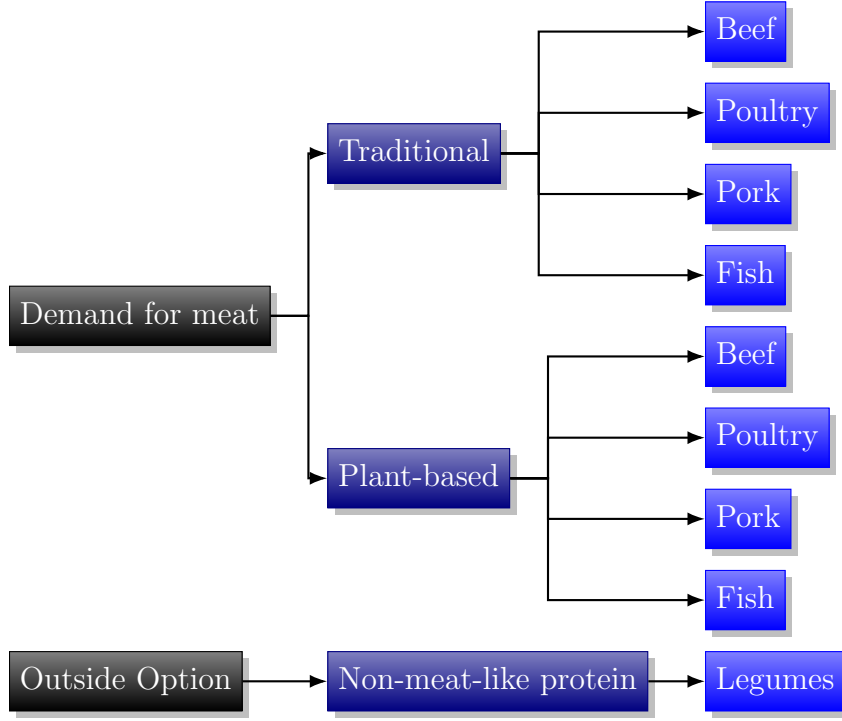 Demand for meat
Traditional
Beef
Poultry
Pork
Fish
Plant-based
Beef
Poultry
Pork
Fish
Outside Option
Non-meat-like protein
Legumes